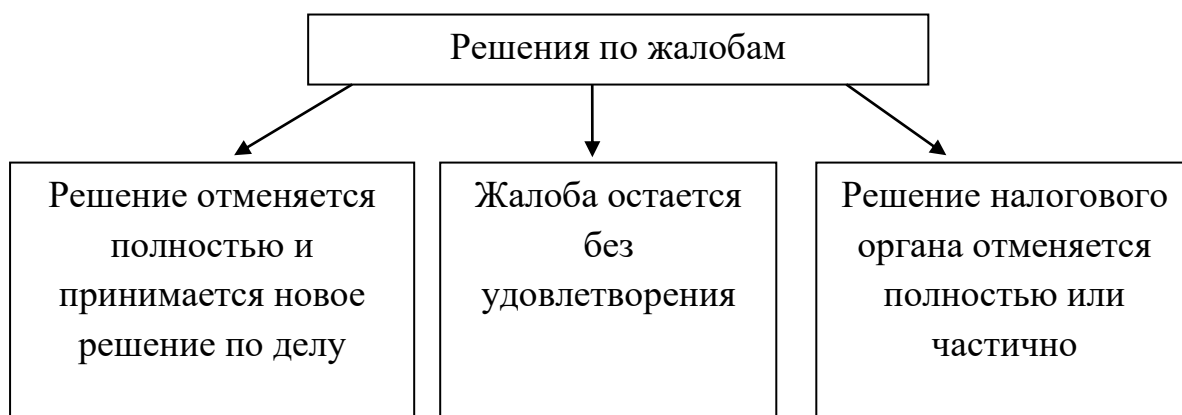 Решения по жалобам
Решение отменяется
полностью и
принимается новое
решение по делу
Жалоба остается
без
удовлетворения
Решение налогового
органа отменяется
полностью или
частично